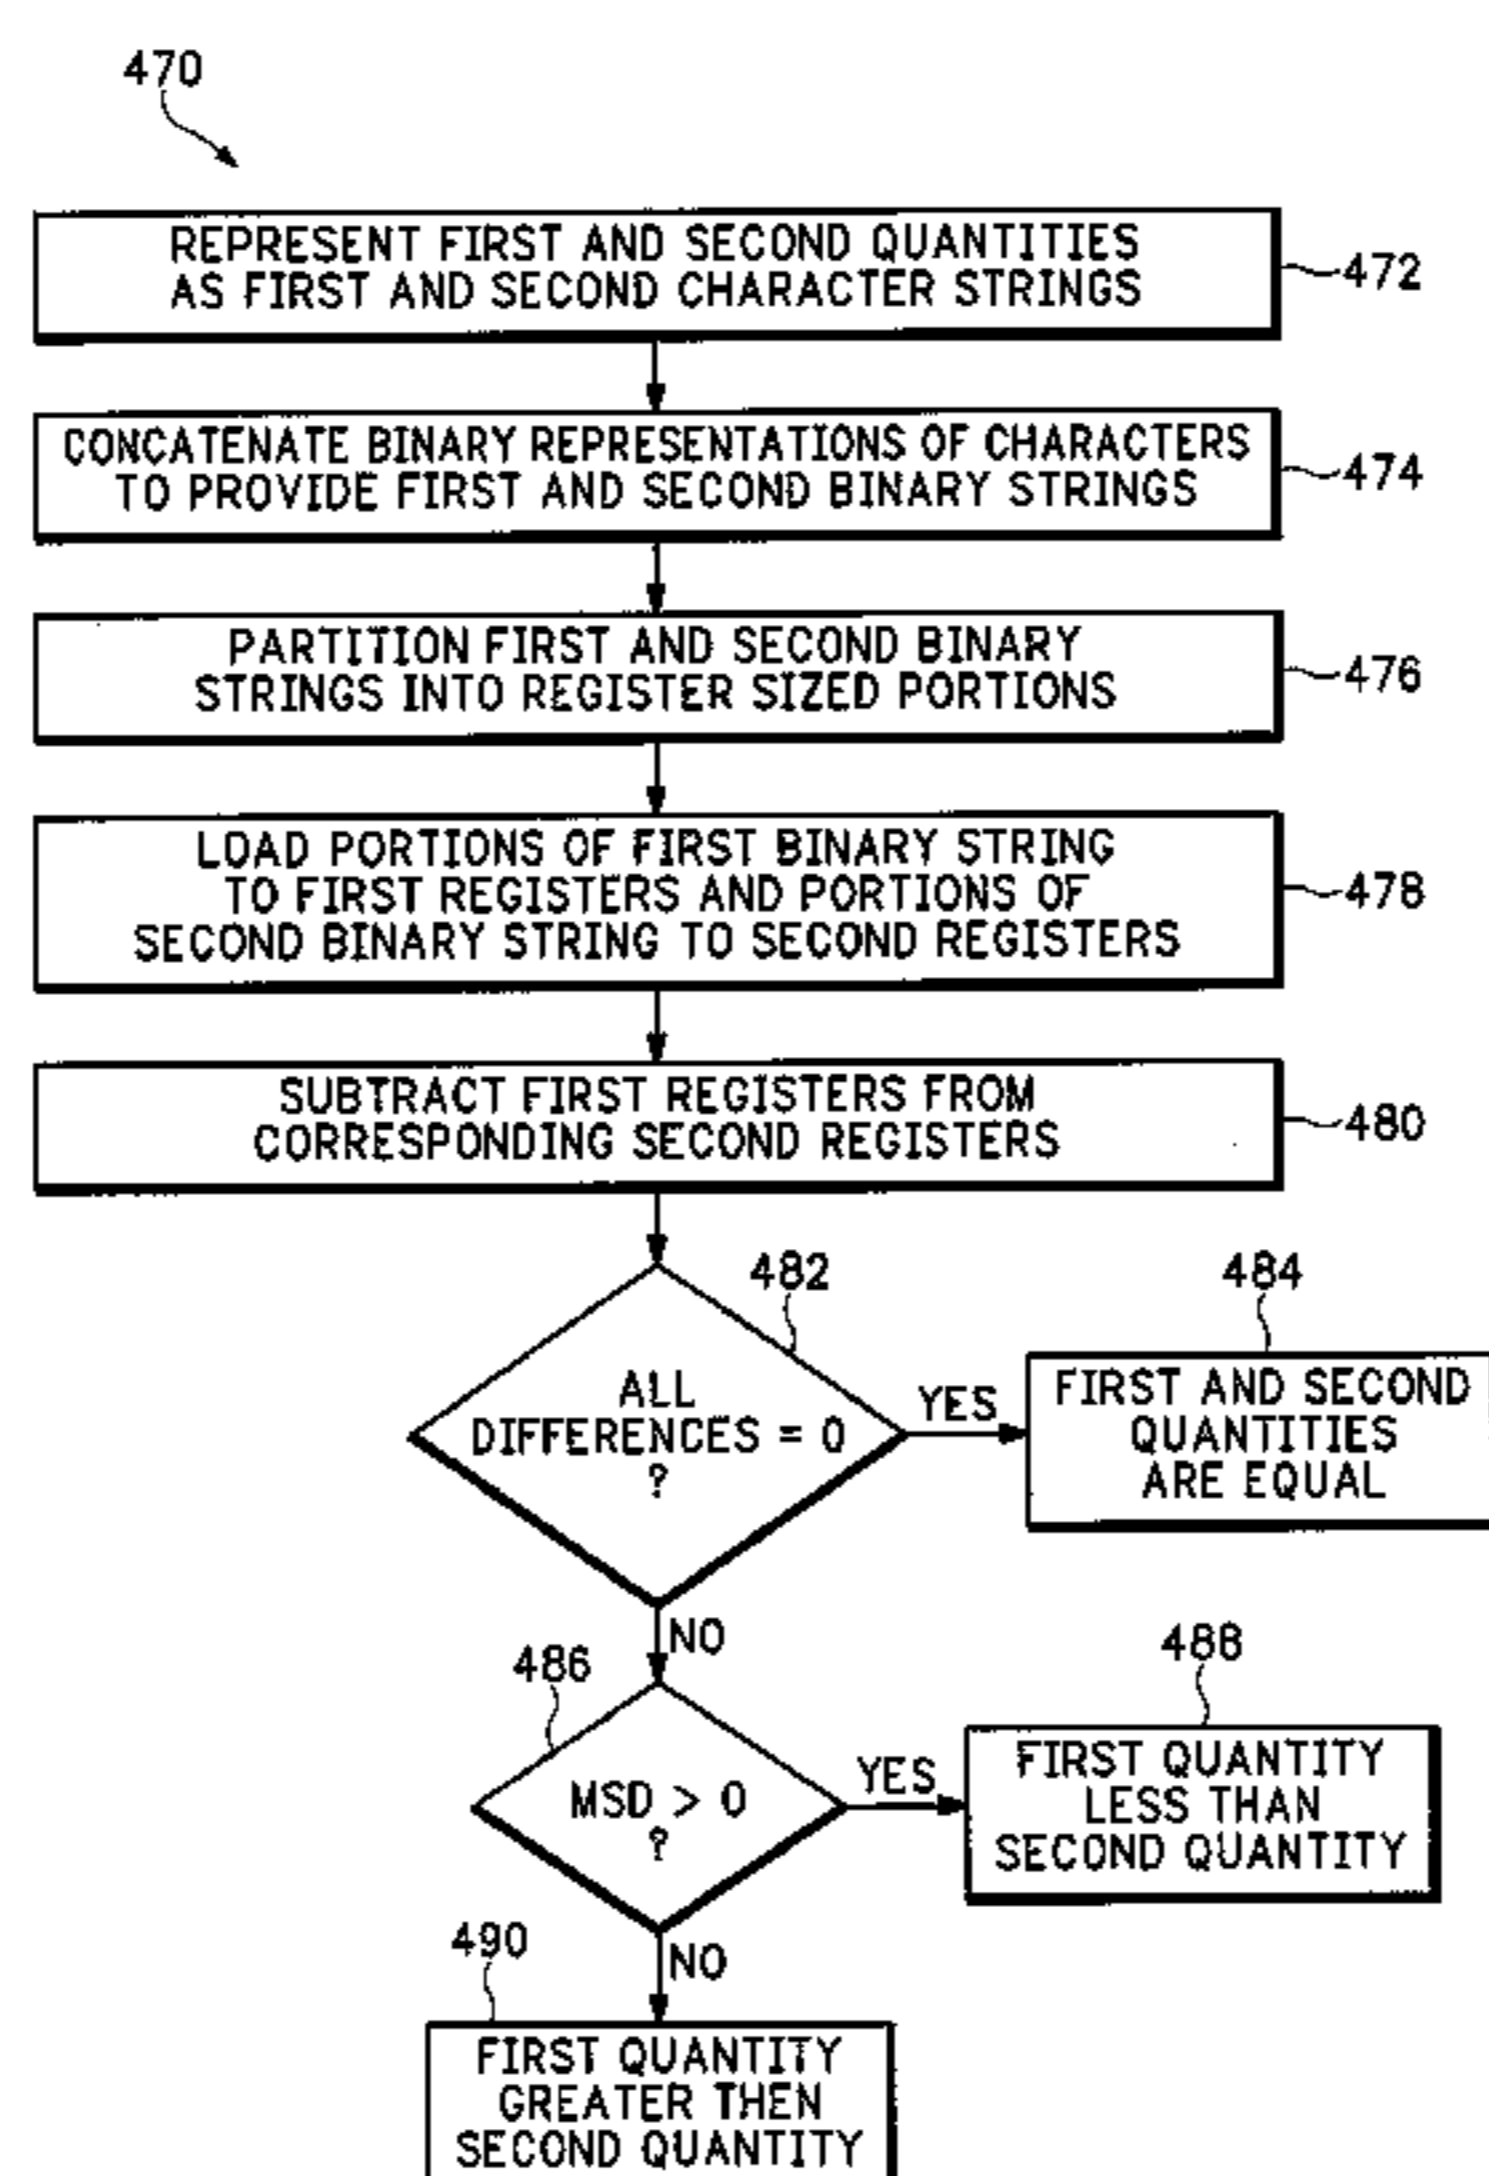 470
REPRESENT FIRST AND SECOND QUANTITIES
AS FIRST AND SECOND CHARACTER STRINGS
472
CONCATENATE BINARY REPRESENTATIONS OF CHARACTERS
TO PROVIDE FIRST AND SECOND BINARY STRINGS
474
PARTITION FIRST AND SECOND BINARY
STRINGS INTO REGISTER SIZED PORTIONS
476
LOAD PORTIONS OF FIRST BINARY STRING
TO FIRST REGISTERS AND PORTIONS OF
SECOND BINARY STRING TO SECOND REGISTERS
478
SUBTRACT FIRST REGISTERS FROM
CORRESPONDING SECOND REGISTERS
480
482
ALL
DIFFERENCES = 0
?
YES
484
FIRST AND SECOND
QUANTITIES
ARE EQUAL
NO
486
MSD > 0
?
YES
488
FIRST QUANTITY
LESS THAN
SECOND QUANTITY
NO
490
FIRST QUANTITY
GREATER THEN
SECOND QUANTITY